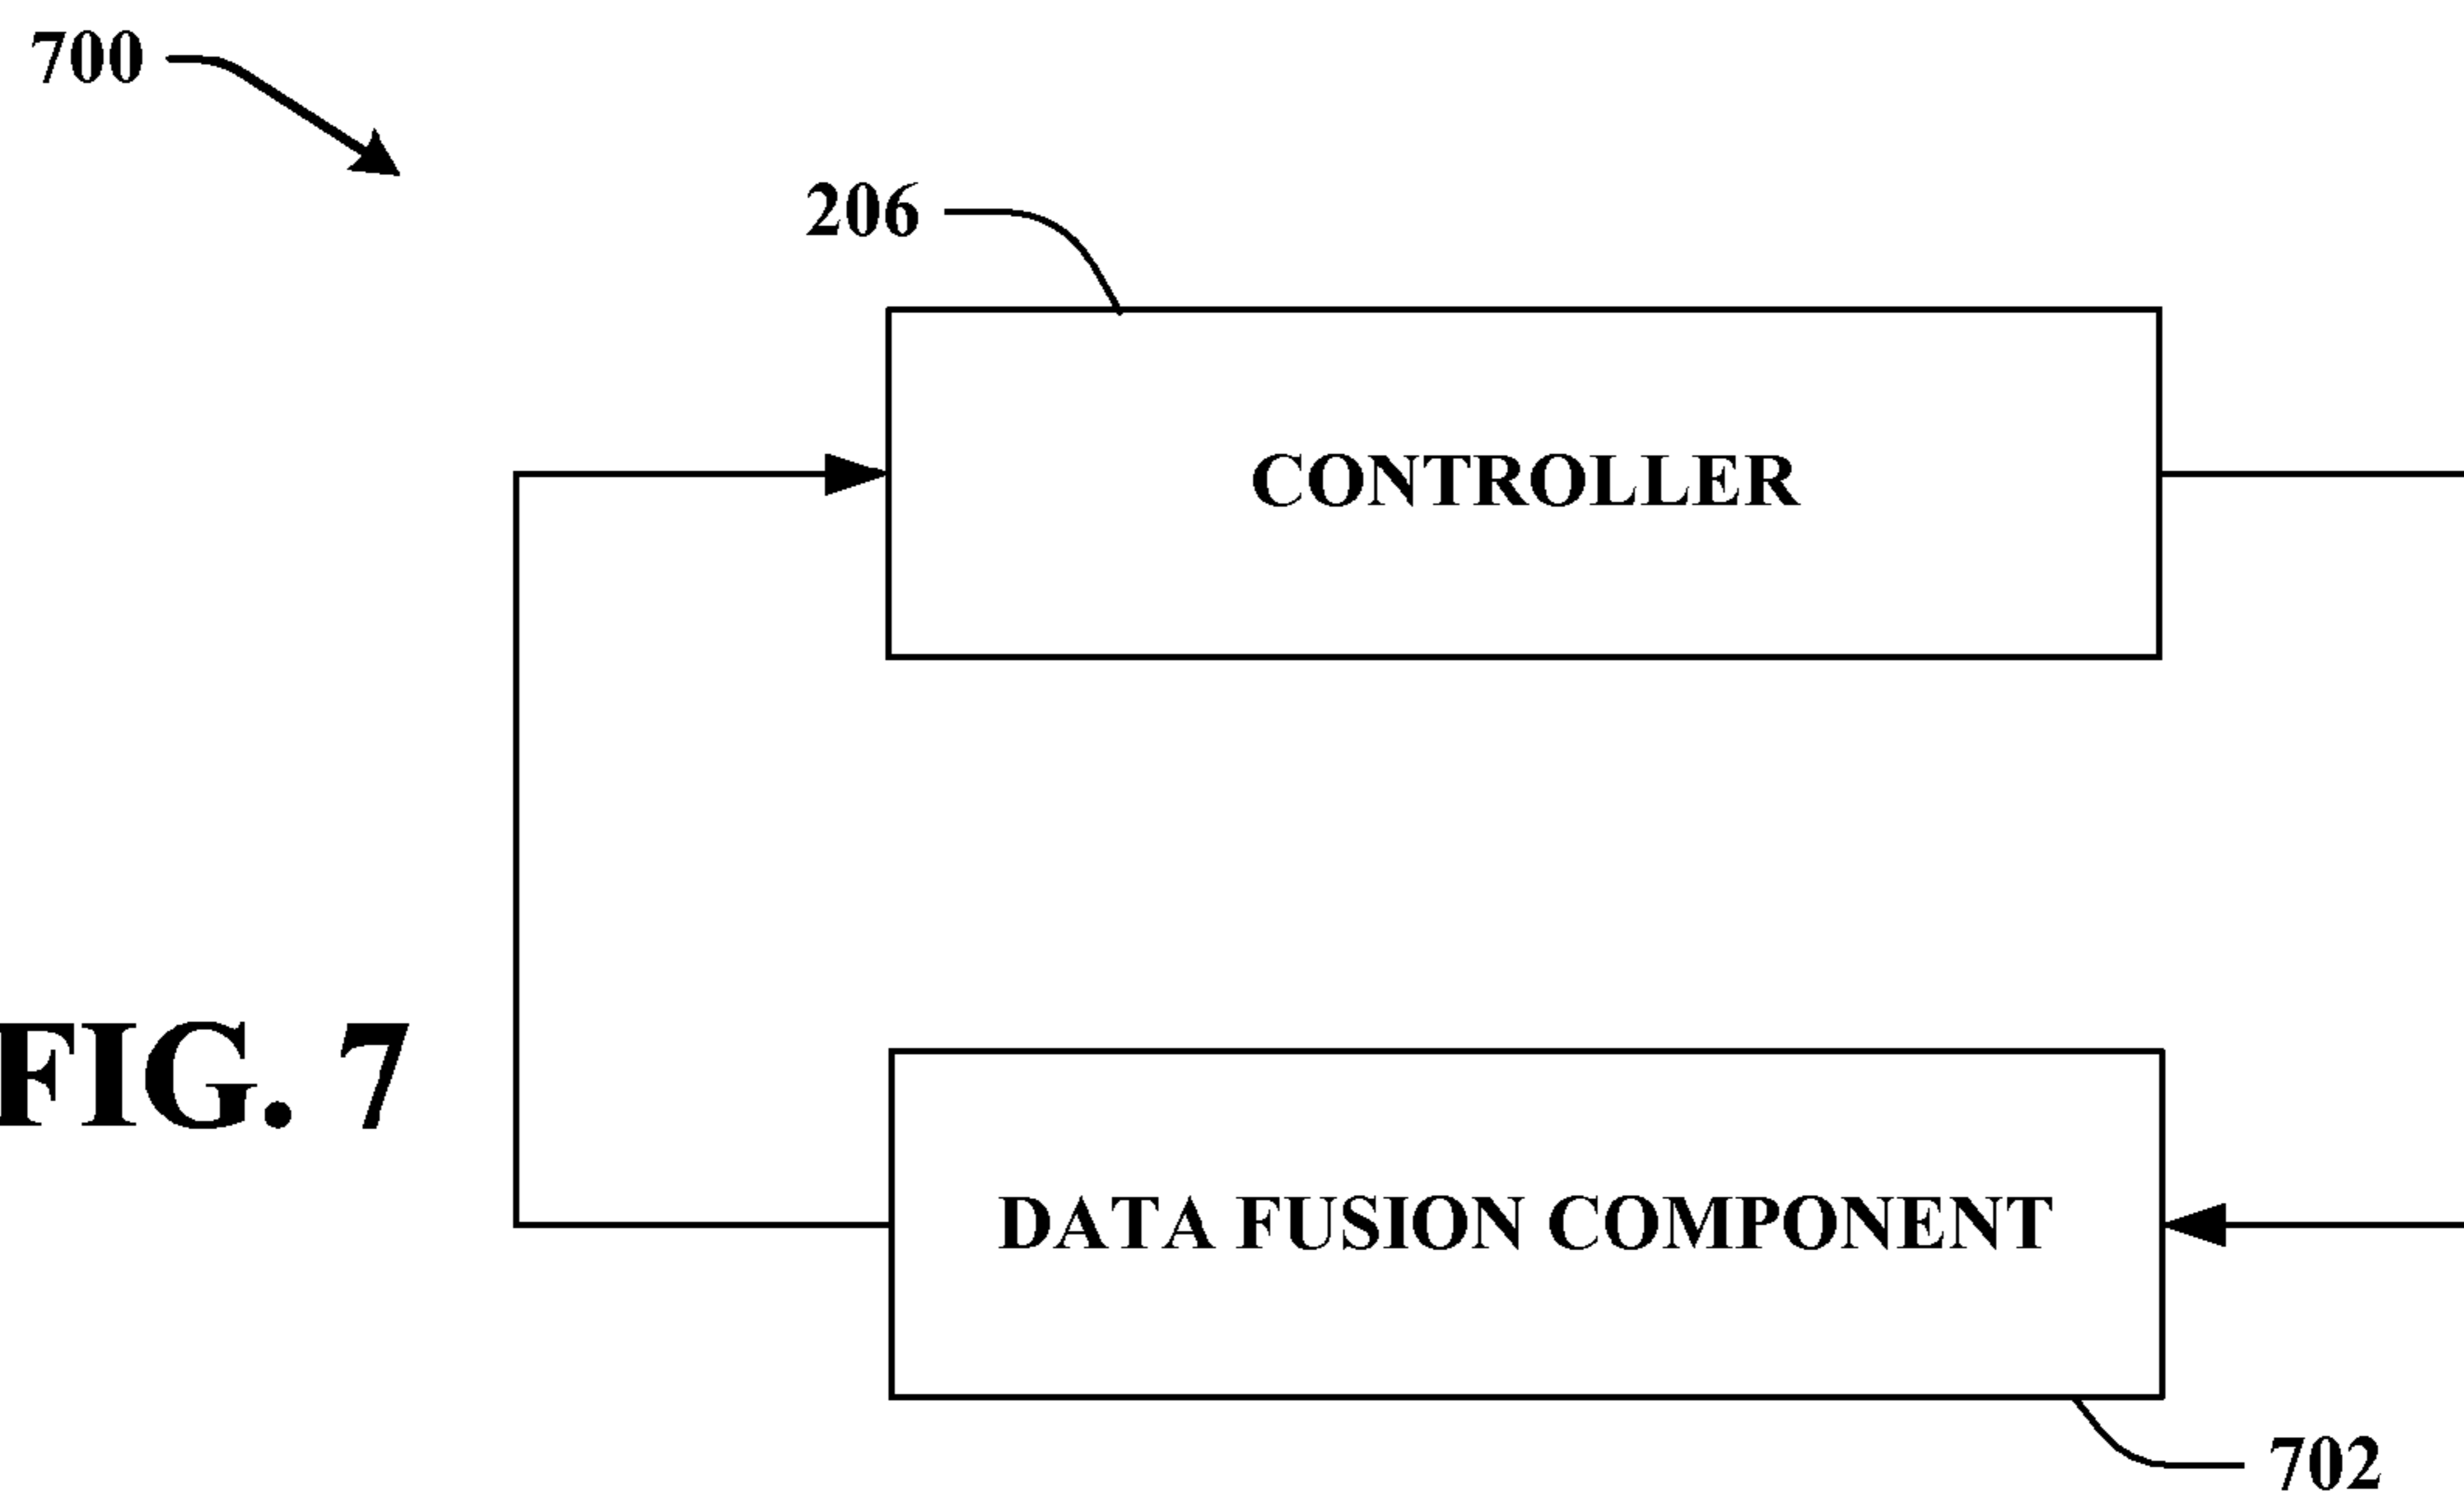 700
206
CONTROLLER
FIG. 7
DATA FUSION COMPONENT
702